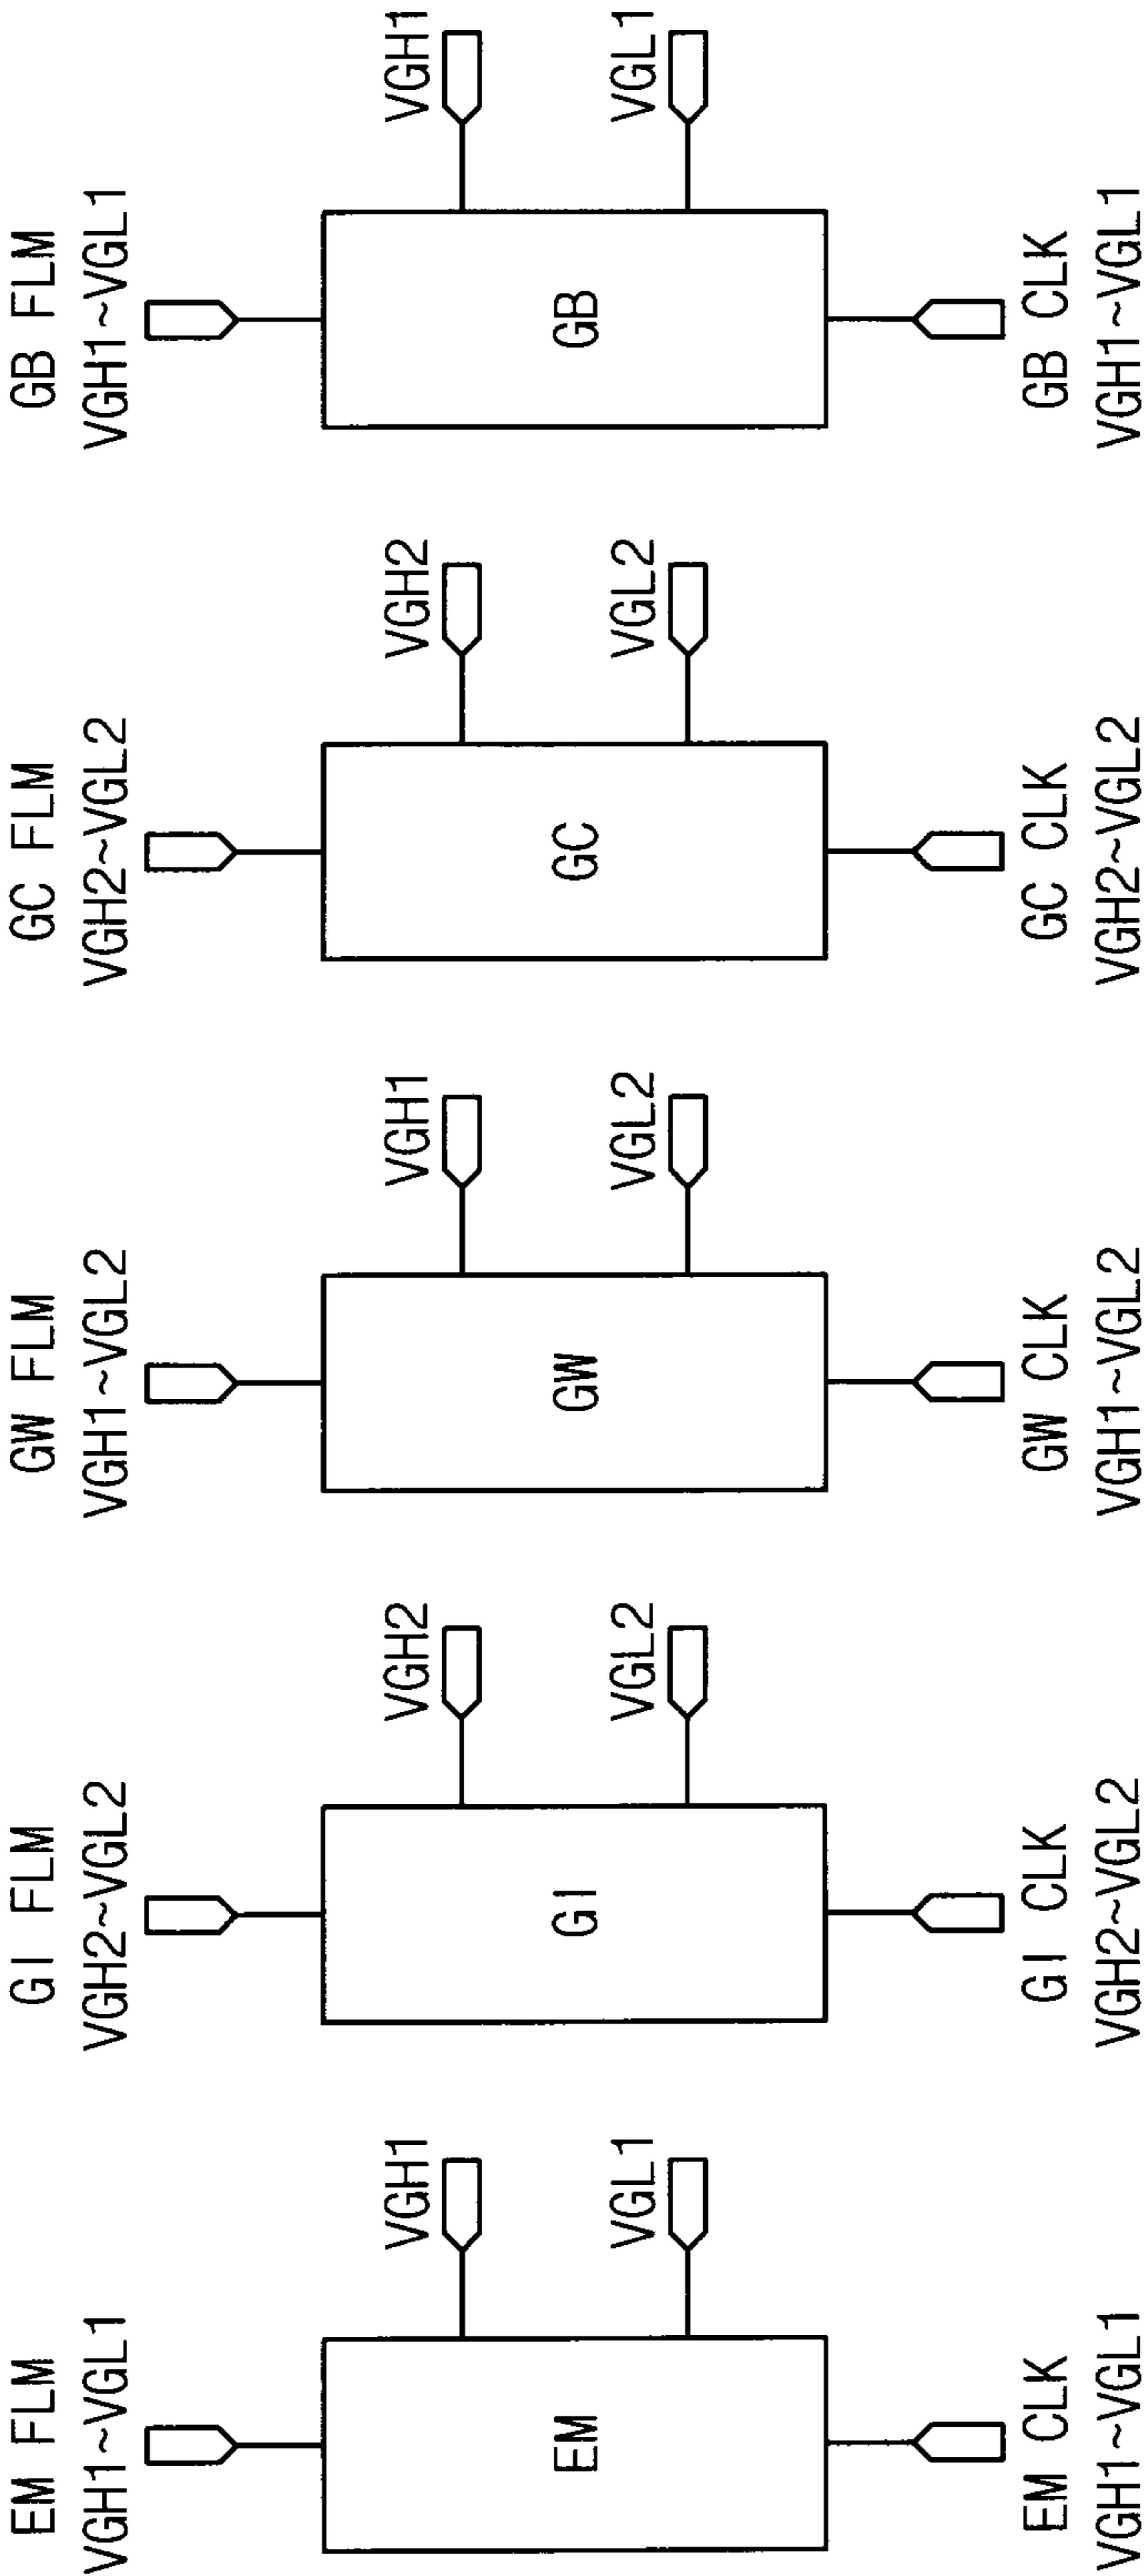 EM FLM
VGH1~VGL1
VGH1
EM
VGL1
EM CLK
VGH1~VGL1
GI FLM
VGH2~VGL2
VGH2
GI
VGL2
GI CLK
VGH2~VGL2
GW FLM
VGH1~VGL2
VGH1
GW
VGL2
GW CLK
VGH1~VGL2
GC FLM
VGH2~VGL2
VGH2
GC
VGL2
GC CLK
VGH2~VGL2
GB FLM
VGH1~VGL1
VGH1
GB
VGL1
GB CLK
VGH1~VGL1